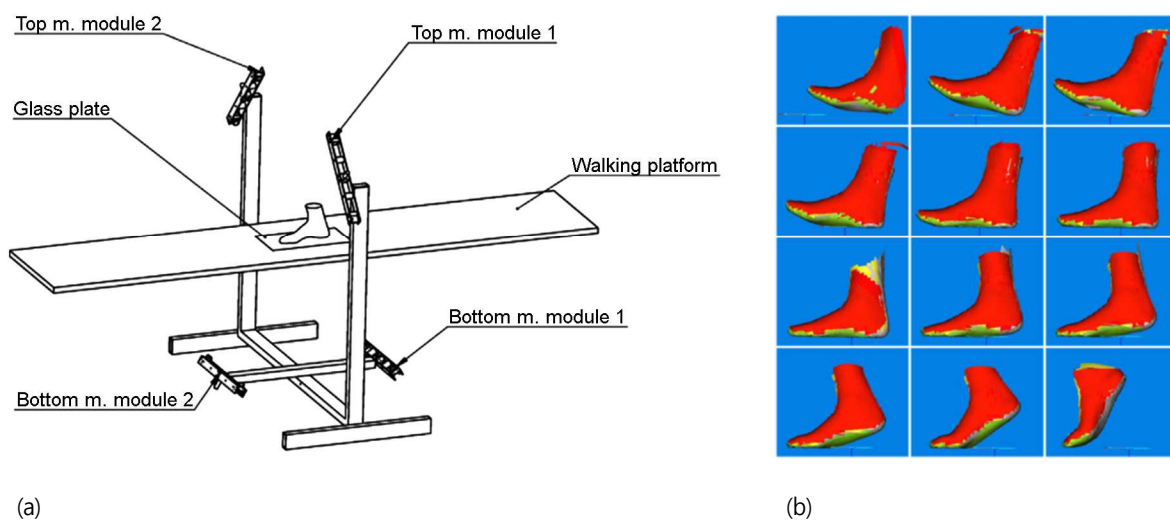 Top m. module 2
Top m. module 1
Glass plate
Walking platform
Bottom m. module 1
Bottom m. module 2
(a)
(b)